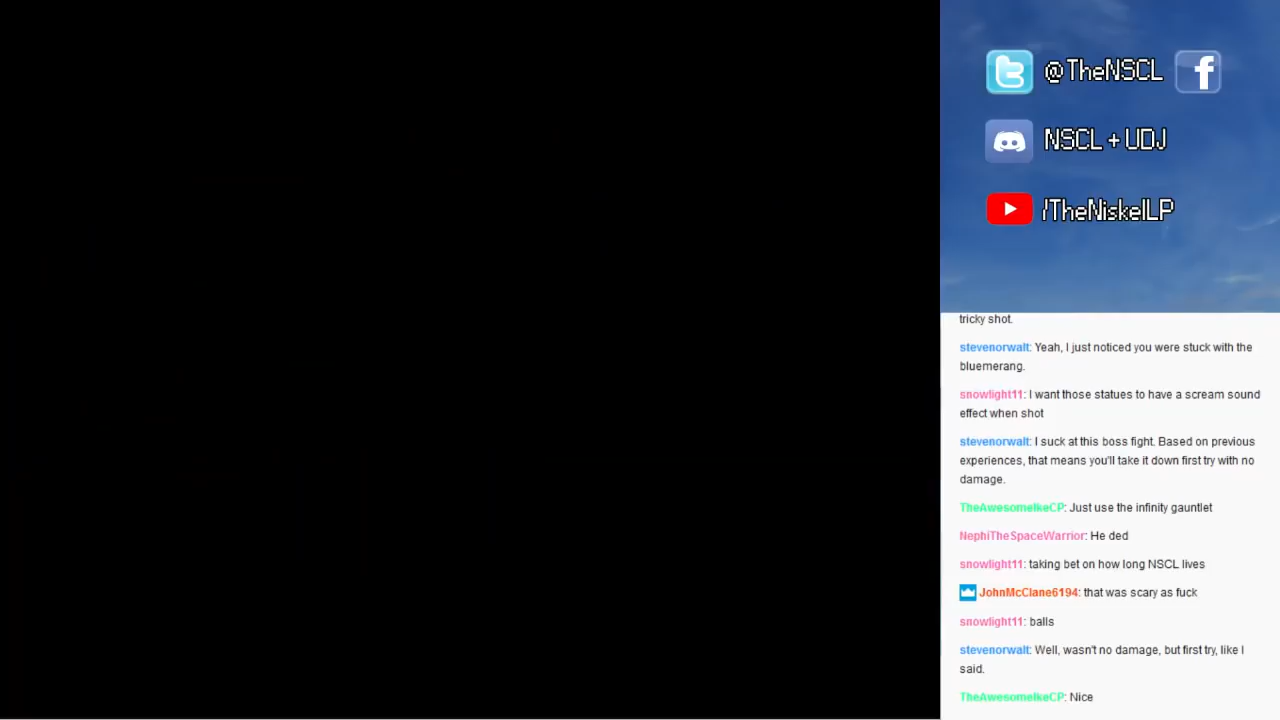 @TheNSCL
NSCL + UDJ
/TheNiskelLP
tricky shot.
stevenorwalt: Yeah, I just noticed you were stuck with the
bluemerang.
snowlight11: I want those statues to have a scream sound
effect when shot
stevenorwalt: I suck at this boss fight. Based on previous
experiences, that means you'll take it down first try with no
damage.
TheAwesomeIkeCP: Just use the infinity gauntlet
NephiTheSpaceWarrior: He ded
snowlight11: taking bet on how long NSCL lives
JohnMcClane6194: that was scary as fuck
snowlight11: balls
stevenorwalt: Well, wasn't no damage, but first try, like I
said.
TheAwesomeIkeCP: Nice